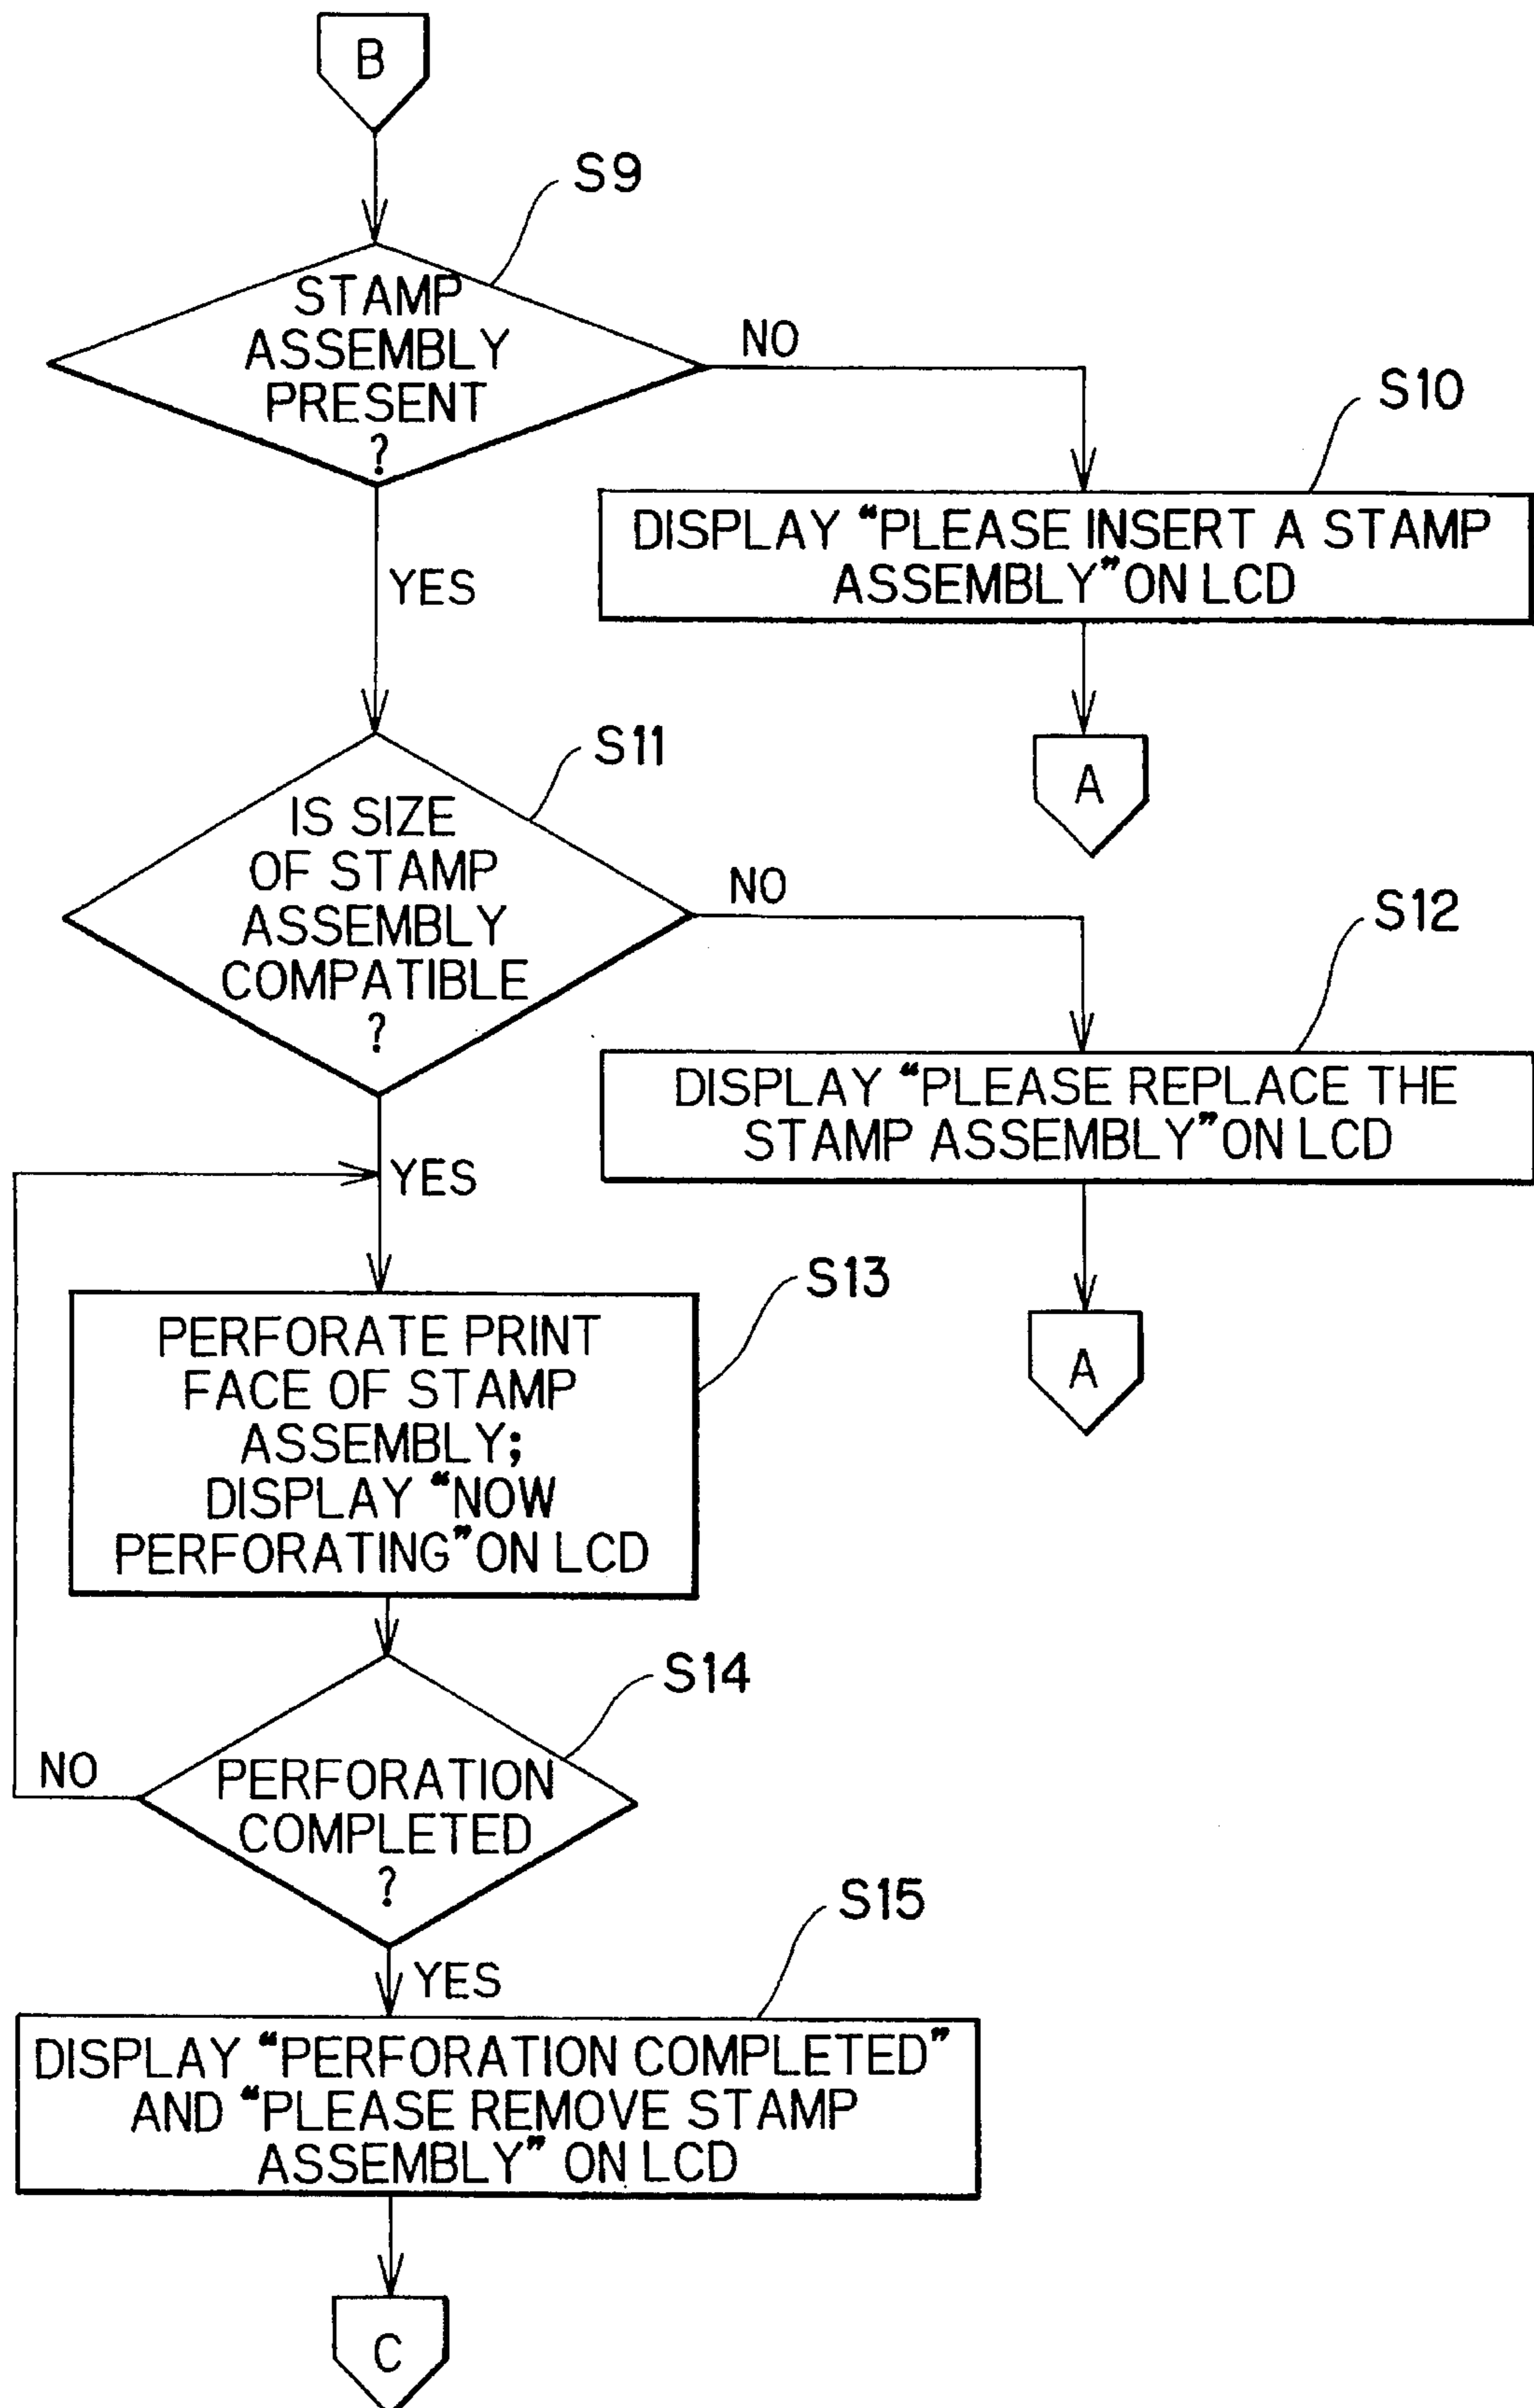 B
S9
STAMP
ASSEMBLY
PRESENT
?
NO
S10
DISPLAY “PLEASE INSERT A STAMP
ASSEMBLY” ON LCD
YES
A
S11
IS SIZE
OF STAMP
ASSEMBLY
COMPATIBLE
?
NO
S12
DISPLAY “PLEASE REPLACE THE
STAMP ASSEMBLY” ON LCD
YES
A
S13
PERFORATE PRINT
FACE OF STAMP
ASSEMBLY;
DISPLAY “NOW
PERFORATING” ON LCD
S14
NO
PERFORATION
COMPLETED
?
S15
YES
DISPLAY “PERFORATION COMPLETED”
AND “PLEASE REMOVE STAMP
ASSEMBLY” ON LCD
C